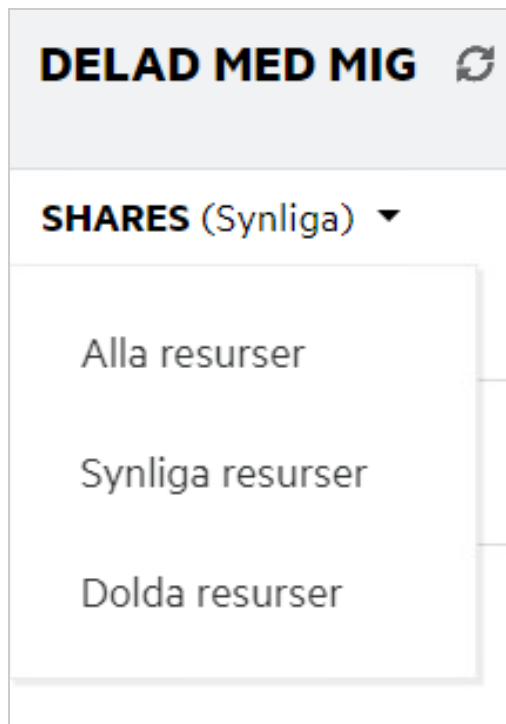 DELAD MED MIG
SHARES (Synliga)
Alla resurser
Synliga resurser
Dolda resurser